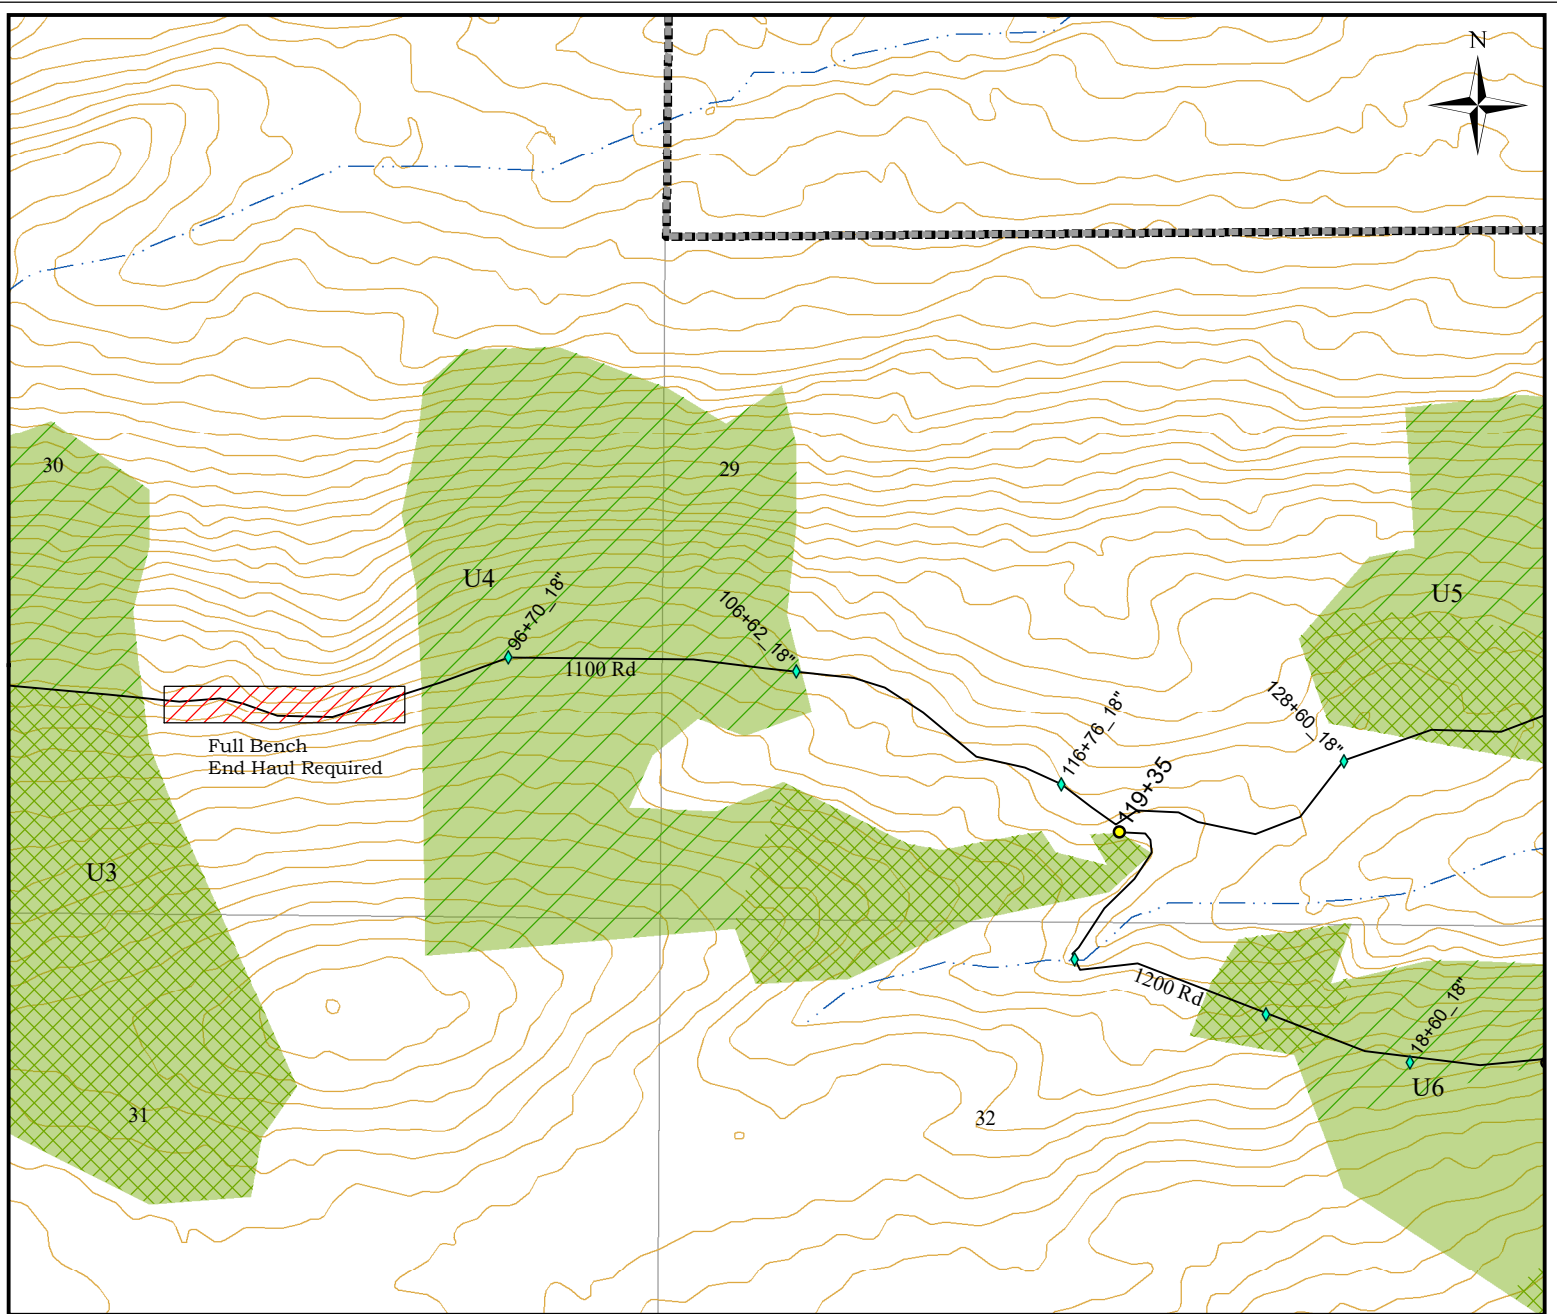 N
30
29
U4
96+70_18"
106+62_18"
U5
1100 Rd
116+76_18"
128+60_18"
Full Bench
End Haul Required
119+35
U3
1200 Rd
18+60_18"
U6
31
32